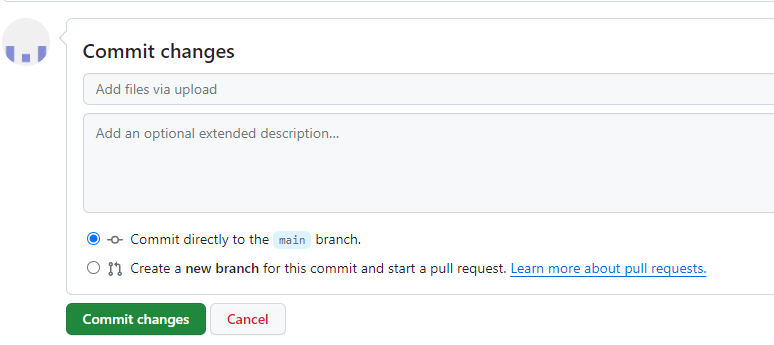 Commit changes
Add files via upload
Add an optional extended description...
Commit directly to the main branch.
Create a new branch for this commit and start a pull request. Learn more about pull requests.
Commit changes
Cancel